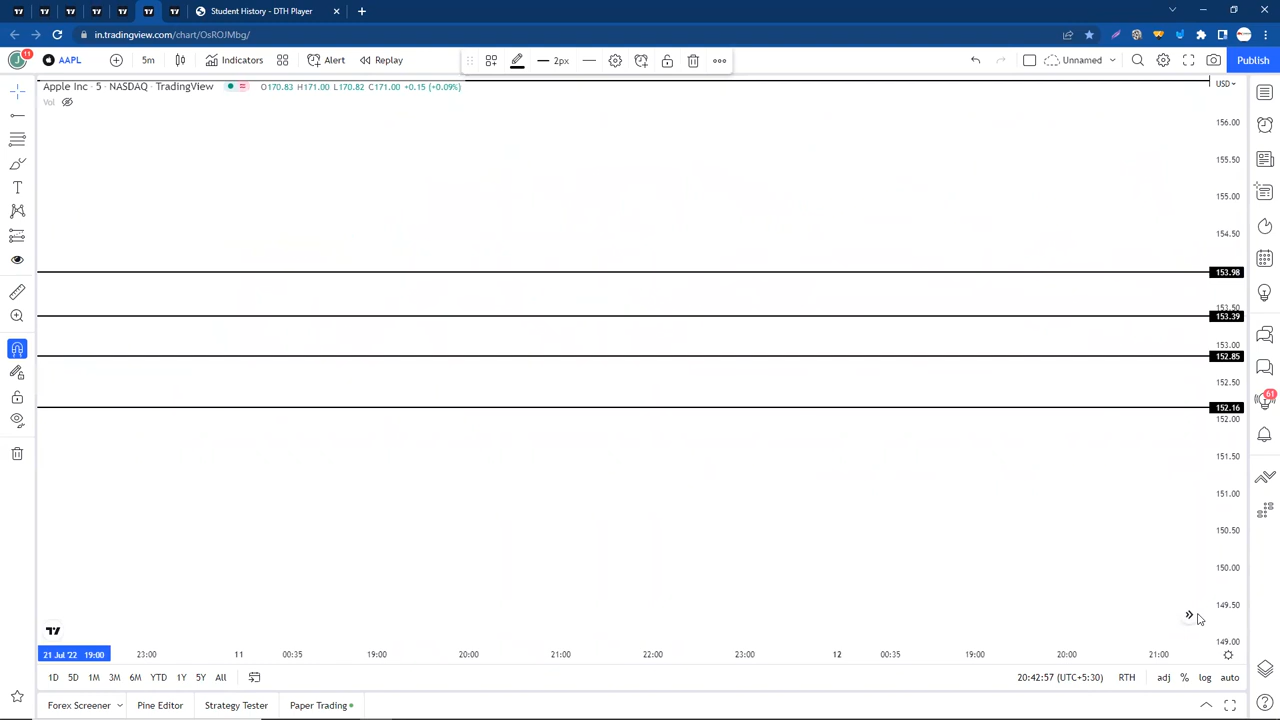 Student History - DTH Player
in.tradingview.com/chart/OsROJMbg/
11
AAPL
5m
Indicators
Alert
Replay
2px
Unnamed
Publish
Apple Inc · 5 · NASDAQ · TradingView
O170.83 H171.00 L170.82 C171.00 +0.15 (+0.09%)
USD
Vol
156.00
155.50
155.00
154.50
153.98
153.50
153.39
153.00
152.85
152.50
152.16
152.00
151.50
151.00
150.50
150.00
149.50
149.00
61
21 Jul '22 19:00
23:00
11
00:35
19:00
20:00
21:00
22:00
23:00
12
00:35
19:00
20:00
21:00
1D 5D 1M 3M 6M YTD 1Y 5Y All
20:42:57 (UTC+5:30)
RTH
adj % log auto
Forex Screener
Pine Editor
Strategy Tester
Paper Trading